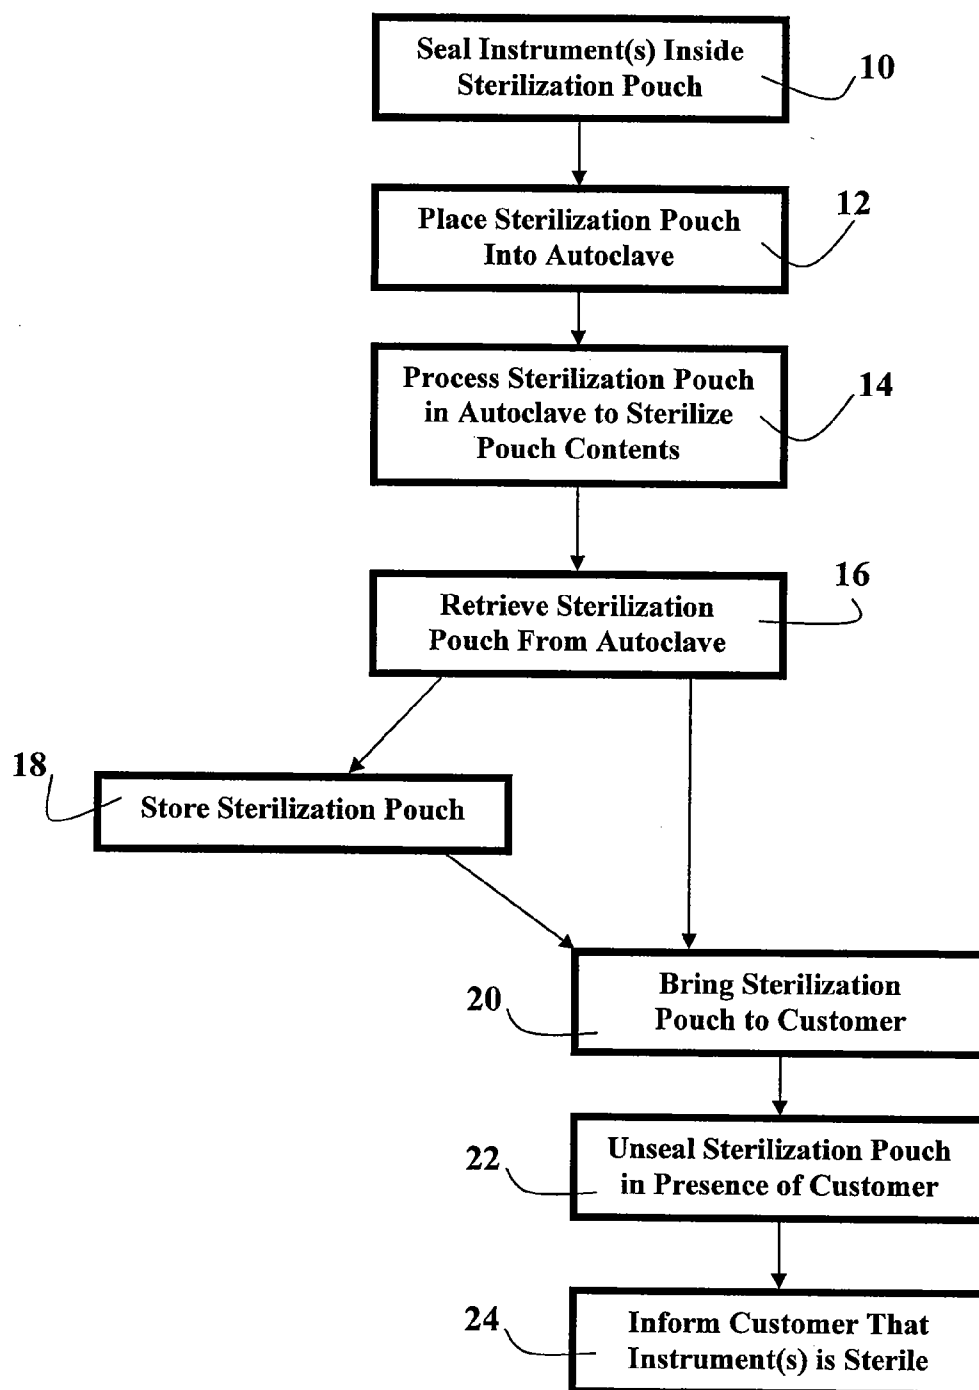 Seal Instrument(s) Inside
Sterilization Pouch
10
Place Sterilization Pouch
Into Autoclave
12
Process Sterilization Pouch
in Autoclave to Sterilize
Pouch Contents
14
Retrieve Sterilization
Pouch From Autoclave
16
18
Store Sterilization Pouch
20
Bring Sterilization
Pouch to Customer
22
Unseal Sterilization Pouch
in Presence of Customer
24
Inform Customer That
Instrument(s) is Sterile